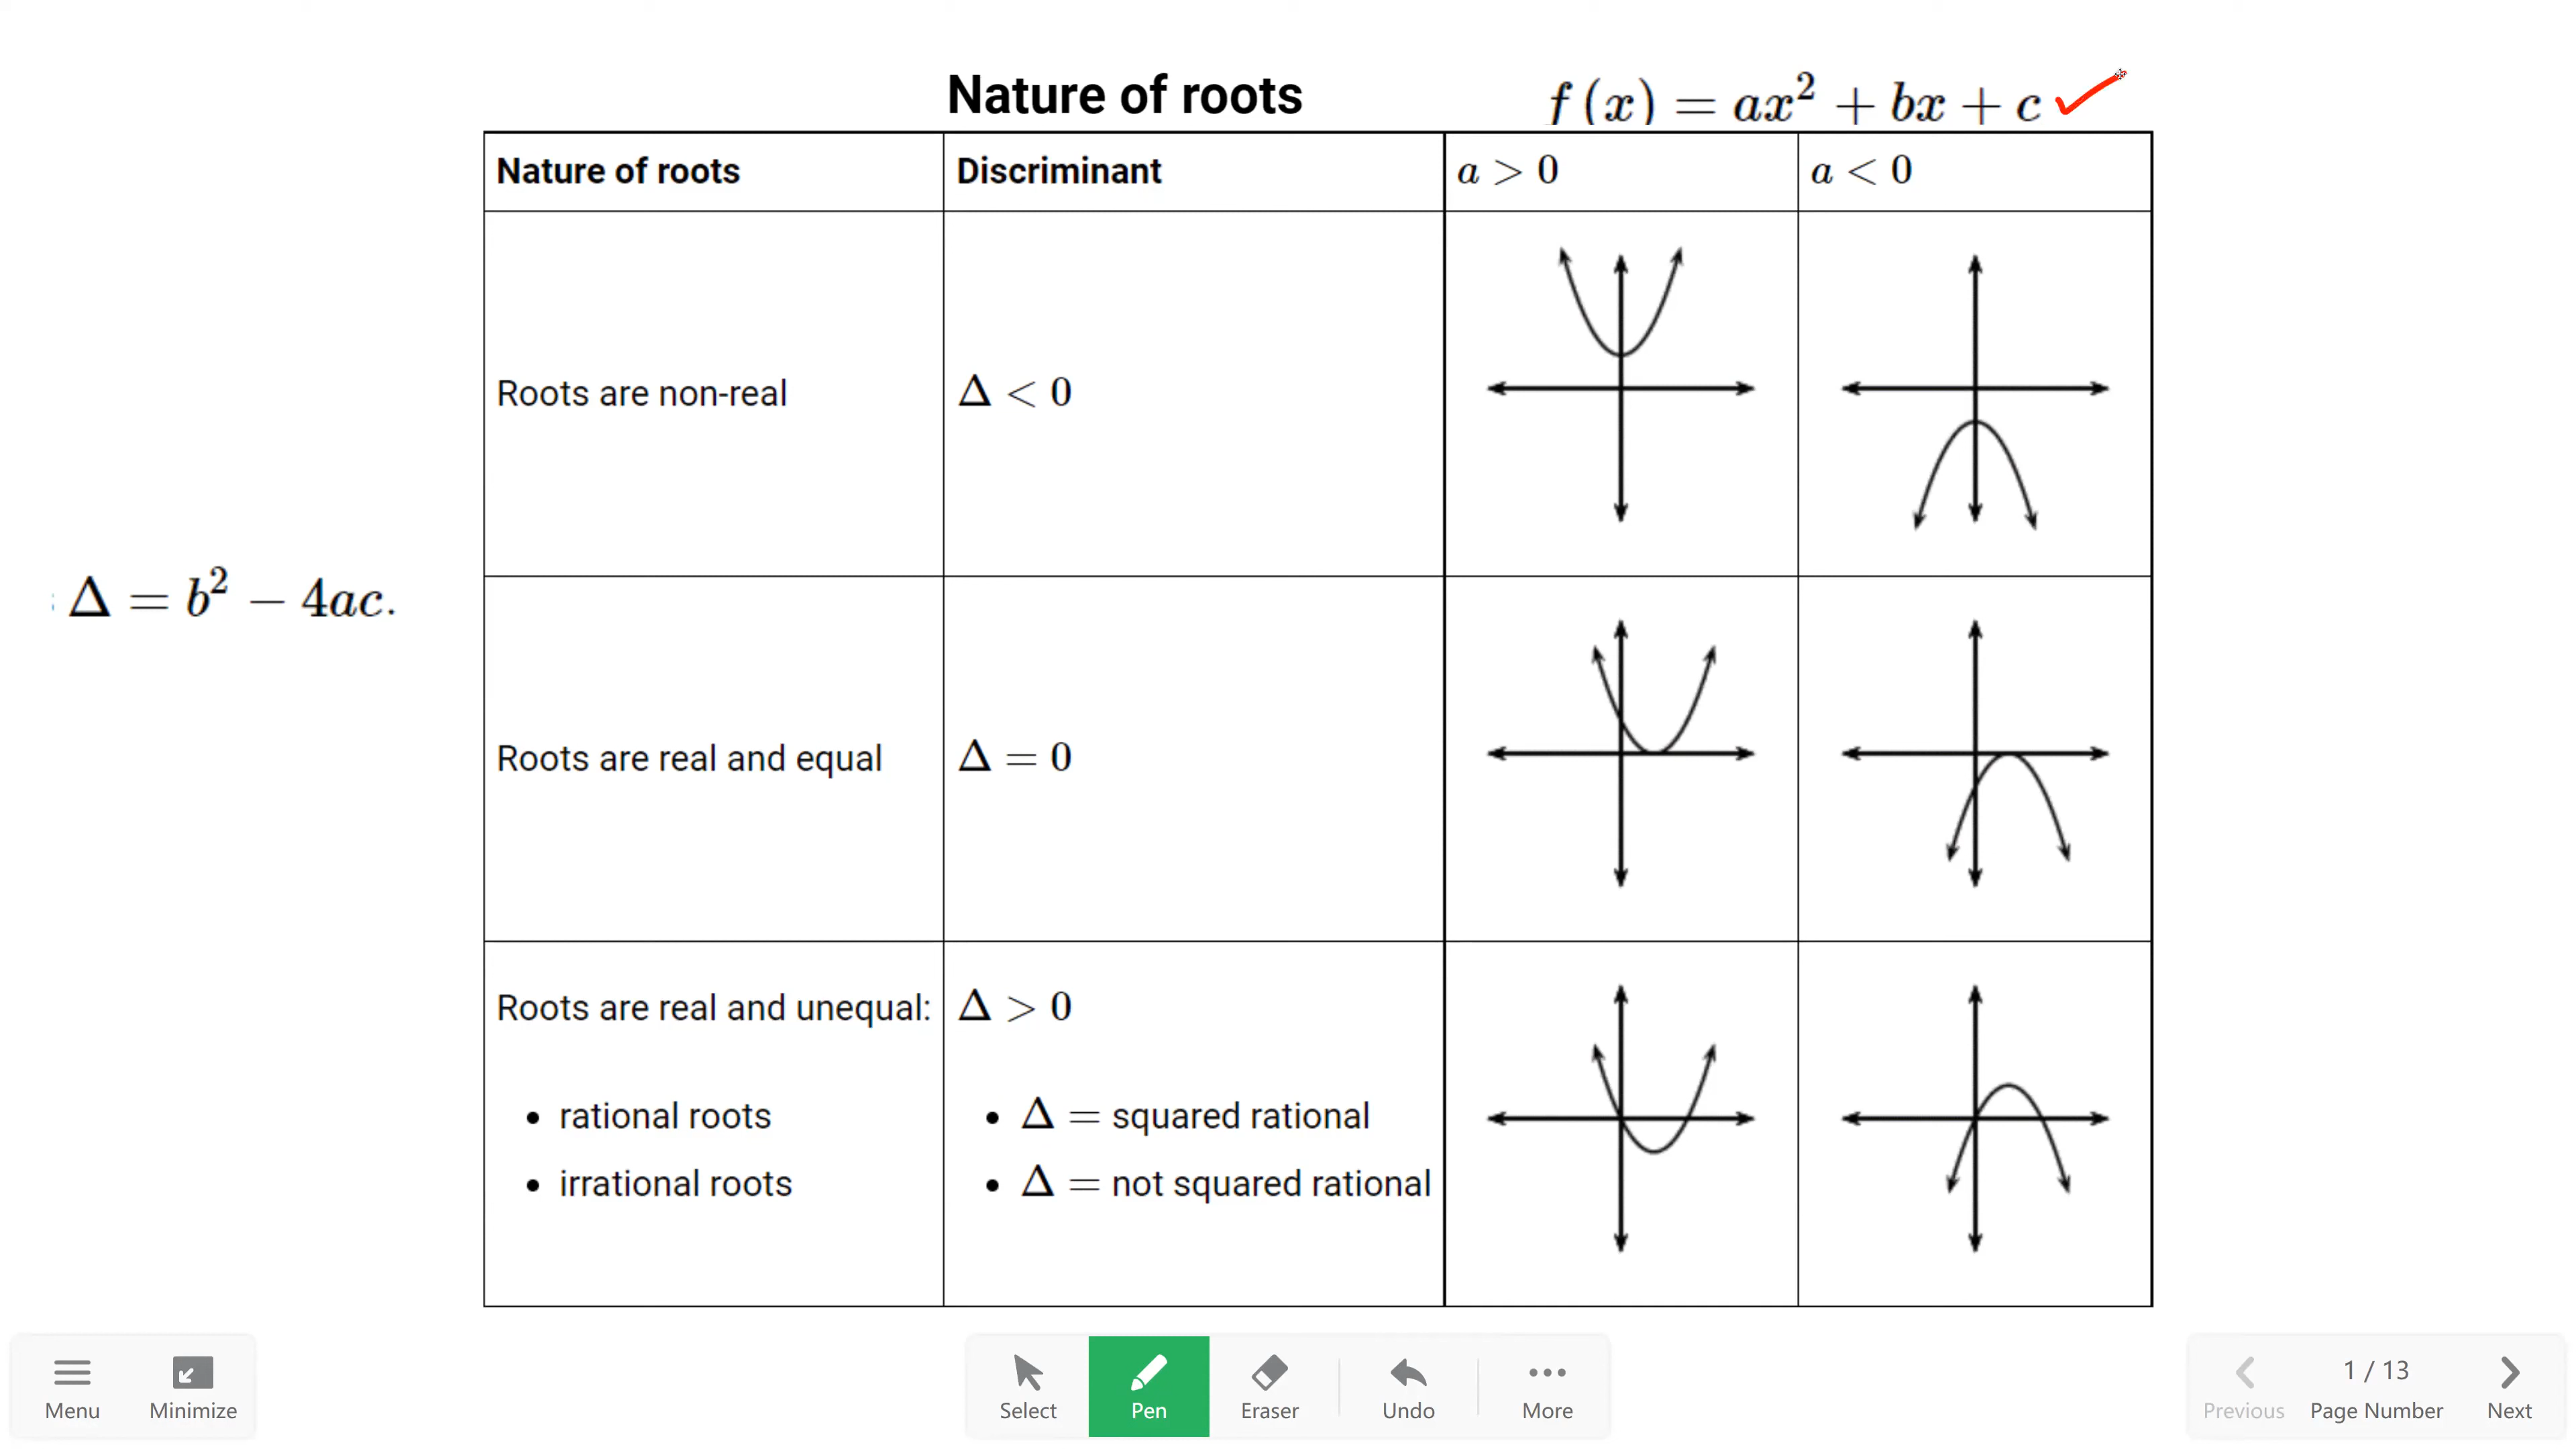 Nature of roots
f (x) = ax² + bx + c
Nature of roots
Discriminant
a > 0
a < 0
Roots are non-real
Δ < 0
Δ = b² − 4ac.
Roots are real and equal
Δ = 0
Roots are real and unequal:
• rational roots
• irrational roots
Δ > 0
• Δ = squared rational
• Δ = not squared rational
Menu
Minimize
Select
Pen
Eraser
Undo
More
Previous
1 / 13
Page Number
Next